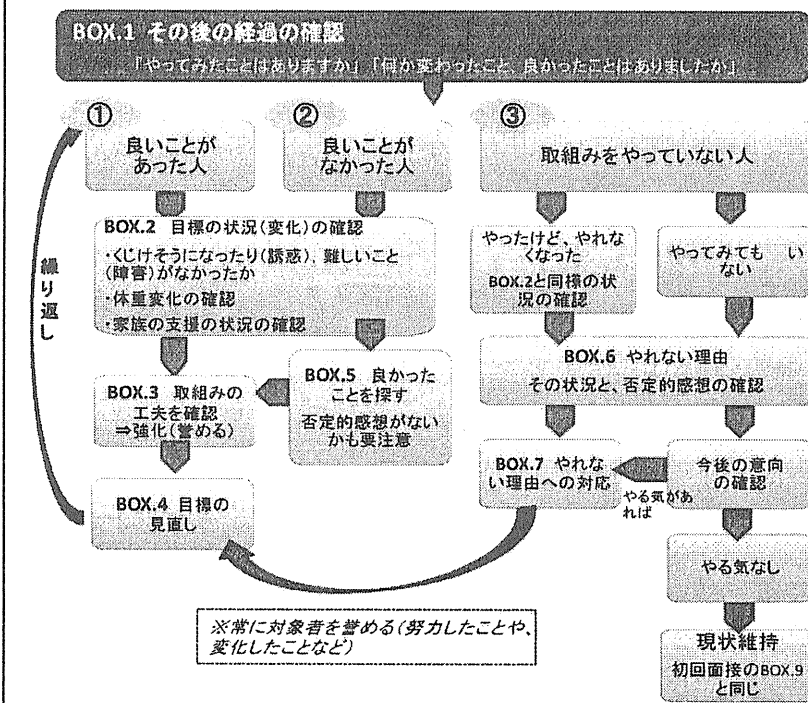 BOX.1 その後の経過の確認
「やってみたことはありますか」「何か変わったこと、良かったことはありましたか」
①
良いことが
あった人
②
良いことが
なかった人
③
取組みをやっていない人
繰り返し
BOX.2 目標の状況(変化)の確認
・くじけそうになったり(誘惑)、難しいこと
(障害)がなかったか
・体重変化の確認
・家族の支援の状況の確認
やったけど、やれな
くなった
BOX.2と同様の状
況の確認
やってみても い
ない
BOX.3 取組みの
工夫を確認
⇒強化(誉める)
BOX.5 良かった
ことを探す
否定的感想がない
かも要注意
BOX.6 やれない理由
その状況と、否定的感想の確認
BOX.4 目標の
見直し
BOX.7 やれな
い理由への対応
やる気があ
れば
今後の意向
の確認
やる気なし
現状維持
初回面接のBOX.9
と同じ
※常に対象者を誉める(努力したことや、
変化したことなど)